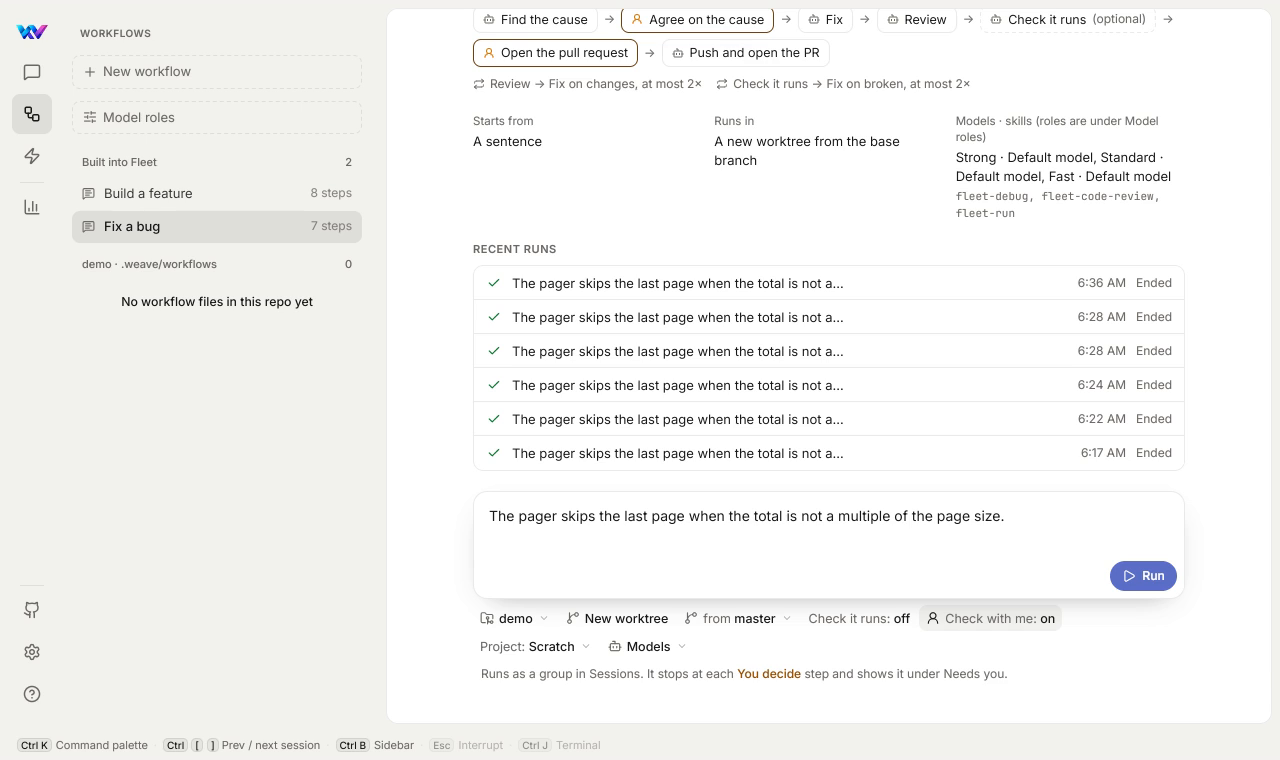 WORKFLOWS
New workflow
Model roles
Built into Fleet 2
Build a feature 8 steps
Fix a bug 7 steps
demo · .weave/workflows 0
No workflow files in this repo yet
Find the cause → Agree on the cause → Fix → Review → Check it runs (optional) →
Open the pull request → Push and open the PR
Review → Fix on changes, at most 2× Check it runs → Fix on broken, at most 2×
Starts from
A sentence
Runs in
A new worktree from the base
branch
Models · skills (roles are under Model
roles)
Strong · Default model, Standard ·
Default model, Fast · Default model
fleet-debug, fleet-code-review,
fleet-run
RECENT RUNS
The pager skips the last page when the total is not a... 6:36 AM Ended
The pager skips the last page when the total is not a... 6:28 AM Ended
The pager skips the last page when the total is not a... 6:28 AM Ended
The pager skips the last page when the total is not a... 6:24 AM Ended
The pager skips the last page when the total is not a... 6:22 AM Ended
The pager skips the last page when the total is not a... 6:17 AM Ended
The pager skips the last page when the total is not a multiple of the page size.
Run
demo New worktree from master Check it runs: off Check with me: on
Project: Scratch Models
Runs as a group in Sessions. It stops at each You decide step and shows it under Needs you.
Ctrl K Command palette · Ctrl [ ] Prev / next session · Ctrl B Sidebar · Esc Interrupt · Ctrl J Terminal